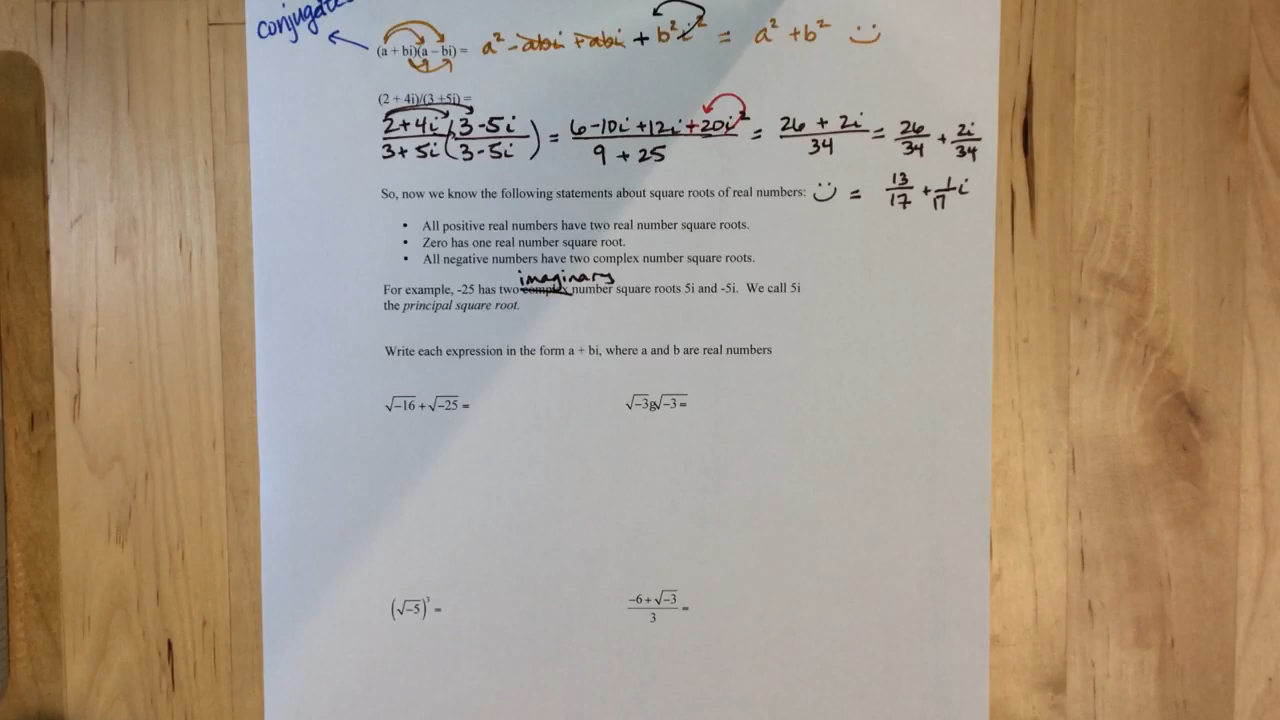 conjugate
(a + bi)(a − bi) = a² - abi + abi + b²i² = a² + b²
(2 + 4i)/(3 +5i) =
2+4i/3+5i (3-5i/3-5i) = 6-10i+12i+20i²/9+25 = 26+2i/34 = 26/34 + 2i/34
So, now we know the following statements about square roots of real numbers: = 13/17 + 1/17 i
• All positive real numbers have two real number square roots.
• Zero has one real number square root.
• All negative numbers have two complex number square roots.
imaginary
For example, -25 has two complex number square roots 5i and -5i. We call 5i
the principal square root.
Write each expression in the form a + bi, where a and b are real numbers
√−16 + √−25 = √−3g√−3 =
(√−5)³ = −6+√−3/3 =